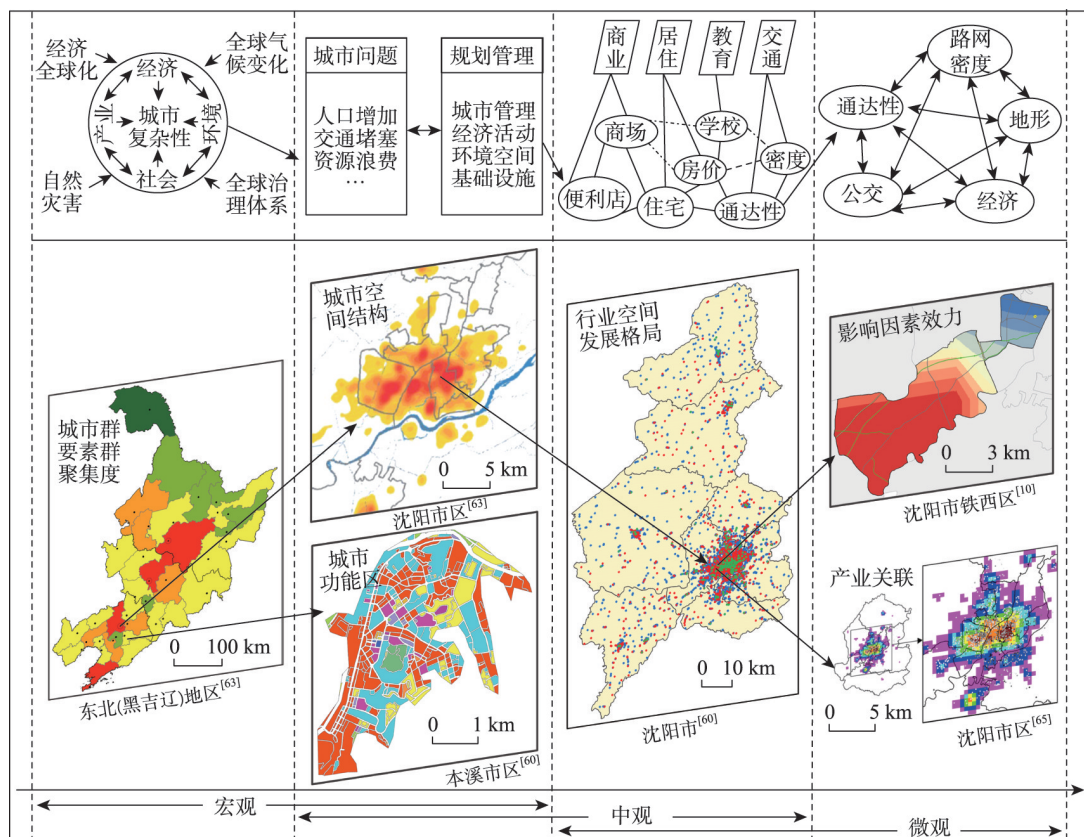 经济
全球化
全球气
候变化
经济
产业
城市
复杂性
环境
社会
自然
灾害
全球治
理体系
城市问题
人口增加
交通堵塞
资源浪费
…
规划管理
城市管理
经济活动
环境空间
基础设施
商业
居住
教育
交通
商场
学校
房价
密度
便利店
住宅
通达性
路网
密度
通达性
地形
公交
经济
城市群
要素群
聚集度
0 100 km
东北(黑吉辽)地区[63]
城市空
间结构
0 5 km
沈阳市区[63]
城市
功能区
0 1 km
本溪市区[60]
行业空间
发展格局
0 10 km
沈阳市[60]
影响因素效力
0 3 km
沈阳市铁西区[10]
产业关联
0 5 km
沈阳市区[65]
宏观
中观
微观